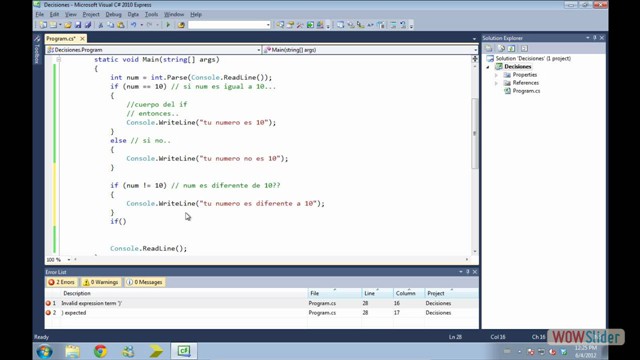 Decisiones - Microsoft Visual C# 2010 Express
File Edit View Project Debug Data Tools Window Help
Program.cs*
Solution Explorer
Decisiones.Program Main(string[] args)
Solution 'Decisiones' (1 project)
Decisiones
Properties
References
Program.cs
Toolbox
static void Main(string[] args)
{
int num = int.Parse(Console.ReadLine());
if (num == 10) // si num es igual a 10...
{
//cuerpo del if
// entonces..
Console.WriteLine("tu numero es 10");
}
else // si no..
{
Console.WriteLine("tu numero no es 10");
}
if (num != 10) // num es diferente de 10??
{
Console.WriteLine("tu numero es diferente a 10");
}
if()
Console.ReadLine();
100 %
Error List
2 Errors 0 Warnings 0 Messages
Description File Line Column Project
1 Invalid expression term ')' Program.cs 28 16 Decisiones
2 ) expected Program.cs 28 17 Decisiones
Ln 28 Col 16 Ch 16 INS
12:25 PM
6/4/2012
WOWSlider